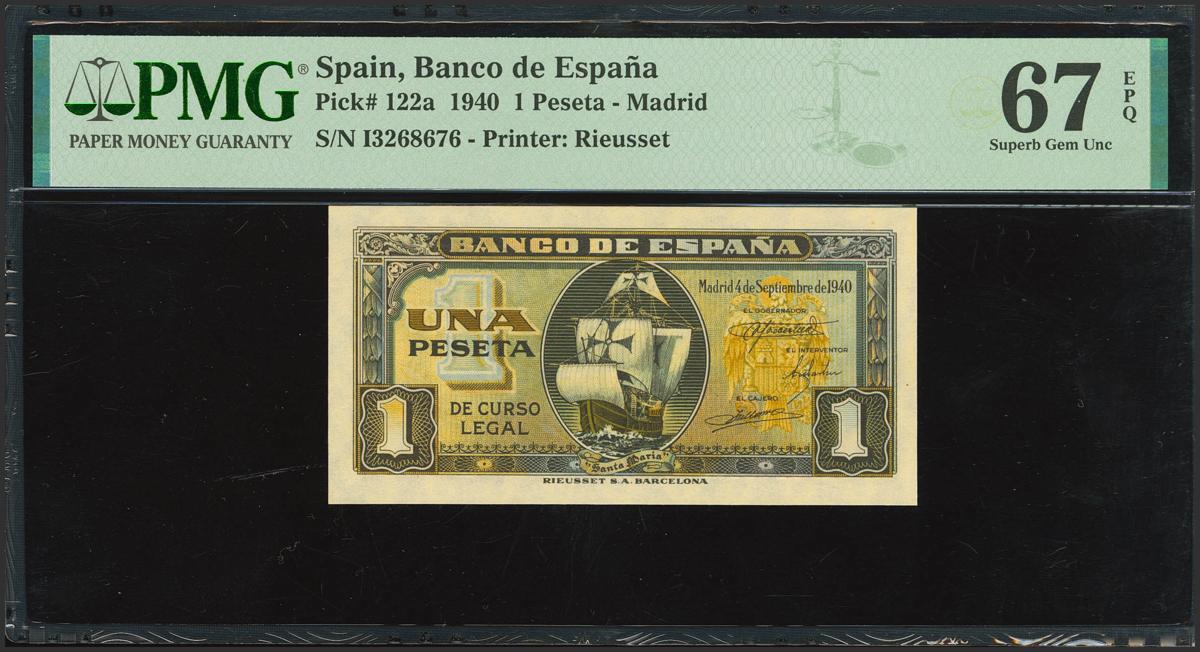 PMG®
PAPER MONEY GUARANTY
Spain, Banco de España
Pick# 122a 1940 1 Peseta - Madrid
S/N I3268676 - Printer: Rieusset
67
EPQ
Superb Gem Unc
BANCO DE ESPAÑA
1
UNA
PESETA
DE CURSO
LEGAL
Madrid 4 de Septiembre de 1940
EL GOBERNADOR
EL INTERVENTOR
EL CAJERO
1
1
"Santa Maria"
RIEUSSET S.A. BARCELONA